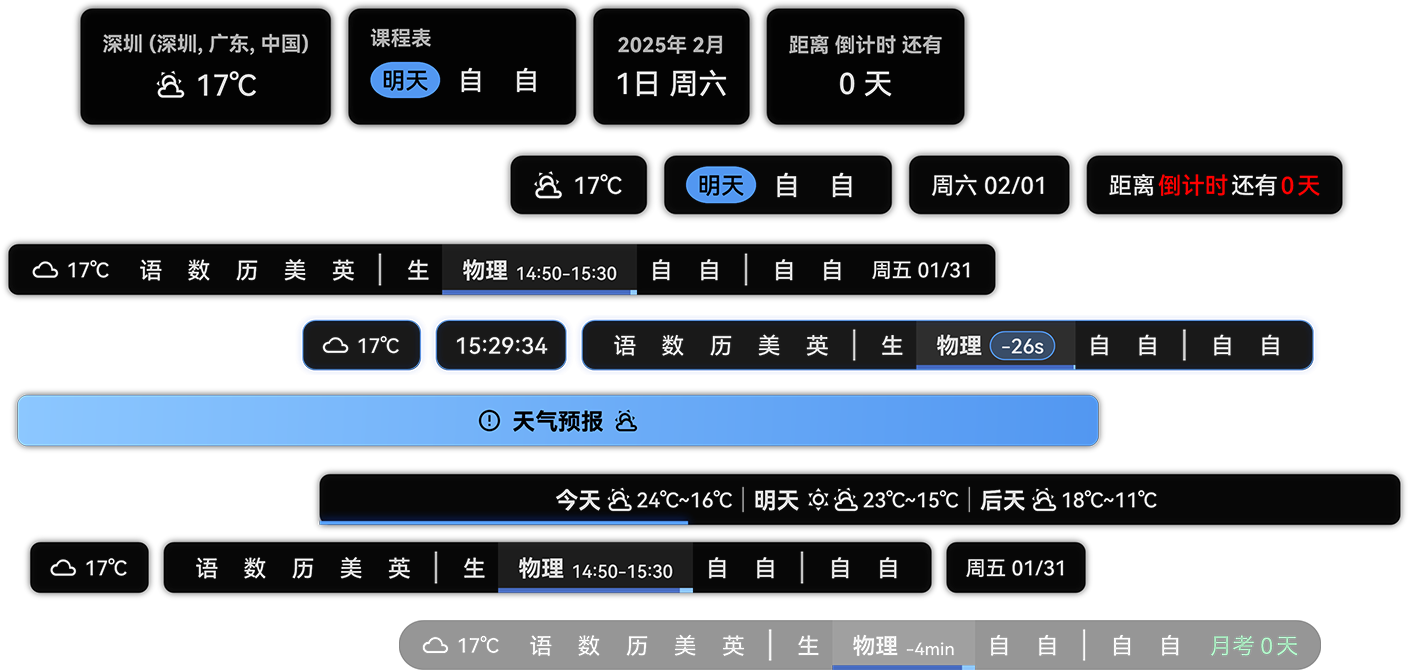 深圳 (深圳, 广东, 中国)
17℃
课程表
明天 自 自
2025年 2月
1日 周六
距离 倒计时 还有
0 天
17℃ 明天 自 自 周六 02/01 距离倒计时还有0天
17℃ 语 数 历 美 英 | 生 物理 14:50-15:30 自 自 | 自 自 周五 01/31
17℃ 15:29:34 语 数 历 美 英 | 生 物理 -26s 自 自 | 自 自
天气预报
今天 24℃~16℃ | 明天 23℃~15℃ | 后天 18℃~11℃
17℃ 语 数 历 美 英 | 生 物理 14:50-15:30 自 自 | 自 自 周五 01/31
17℃ 语 数 历 美 英 | 生 物理 -4min 自 自 | 自 自 月考 0天